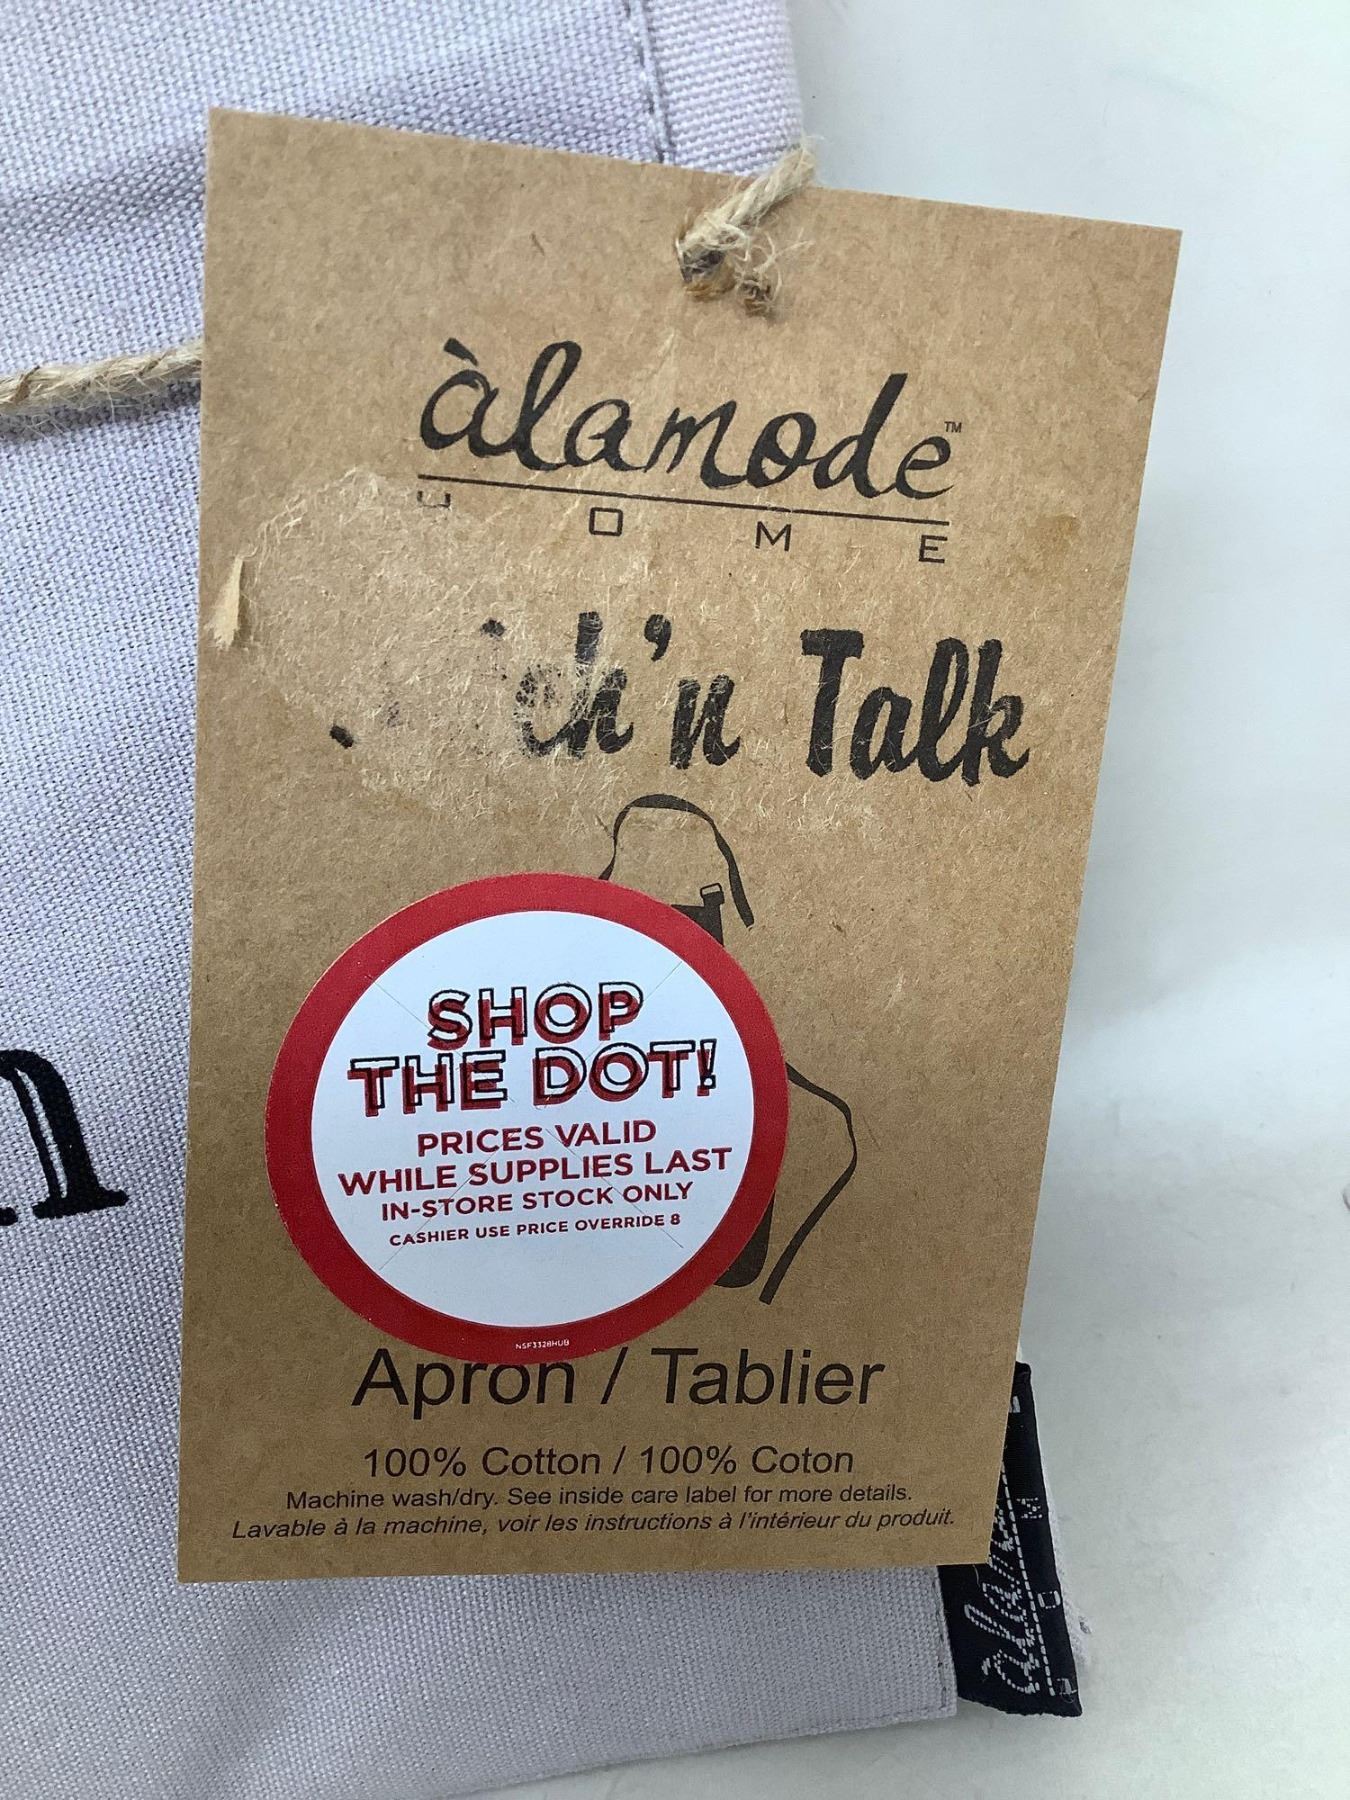 àlamode™
OME
ch'n Talk
SHOP
THE DOT!
PRICES VALID
WHILE SUPPLIES LAST
IN-STORE STOCK ONLY
CASHIER USE PRICE OVERRIDE 8
NSF3328HUB
Apron / Tablier
100% Cotton / 100% Coton
Machine wash/dry. See inside care label for more details.
Lavable à la machine, voir les instructions à l'intérieur du produit.
n